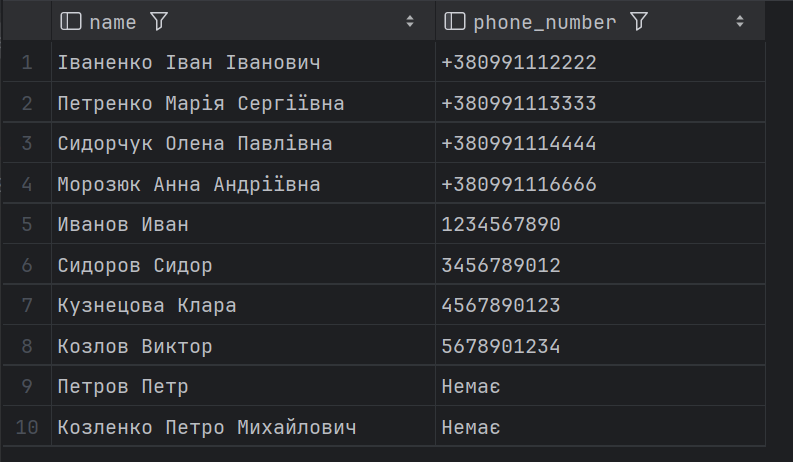 name phone_number
1 Іваненко Іван Іванович +380991112222
2 Петренко Марія Сергіївна +380991113333
3 Сидорчук Олена Павлівна +380991114444
4 Морозюк Анна Андріївна +380991116666
5 Иванов Иван 1234567890
6 Сидоров Сидор 3456789012
7 Кузнецова Клара 4567890123
8 Козлов Виктор 5678901234
9 Петров Петр Немає
10 Козленко Петро Михайлович Немає